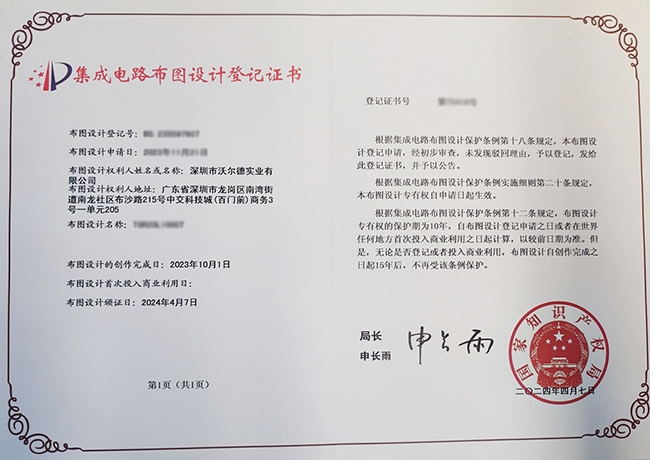 集成电路布图设计登记证书
布图设计登记号:
布图设计申请日:
布图设计权利人姓名或名称: 深圳市沃尔德实业有
限公司
布图设计权利人地址: 广东省深圳市龙岗区南湾街
道南龙社区布沙路215号中交科技城(百门前)商务3
号一单元205
布图设计名称:
布图设计的创作完成日: 2023年10月1日
布图设计首次投入商业利用日:
布图设计颁证日: 2024年4月7日
第1页 (共1页)
登记证书号
根据集成电路布图设计保护条例第十八条规定，本布图设
计登记申请，经初步审查，未发现驳回理由，予以登记，发给
此登记证书，并予以公告。
根据集成电路布图设计保护条例实施细则第二十条规定，
本布图设计专有权自申请日起生效。
根据集成电路布图设计保护条例第十二条规定，布图设计
专有权的保护期为10年，自布图设计登记申请之日或者在世界
任何地方首次投入商业利用之日起计算，以较前日期为准。但
是，无论是否登记或者投入商业利用，布图设计自创作完成之
日起15年后，不再受该条例保护。
局长
申长雨
申长雨
国家知识产权局
二〇二四年四月七日